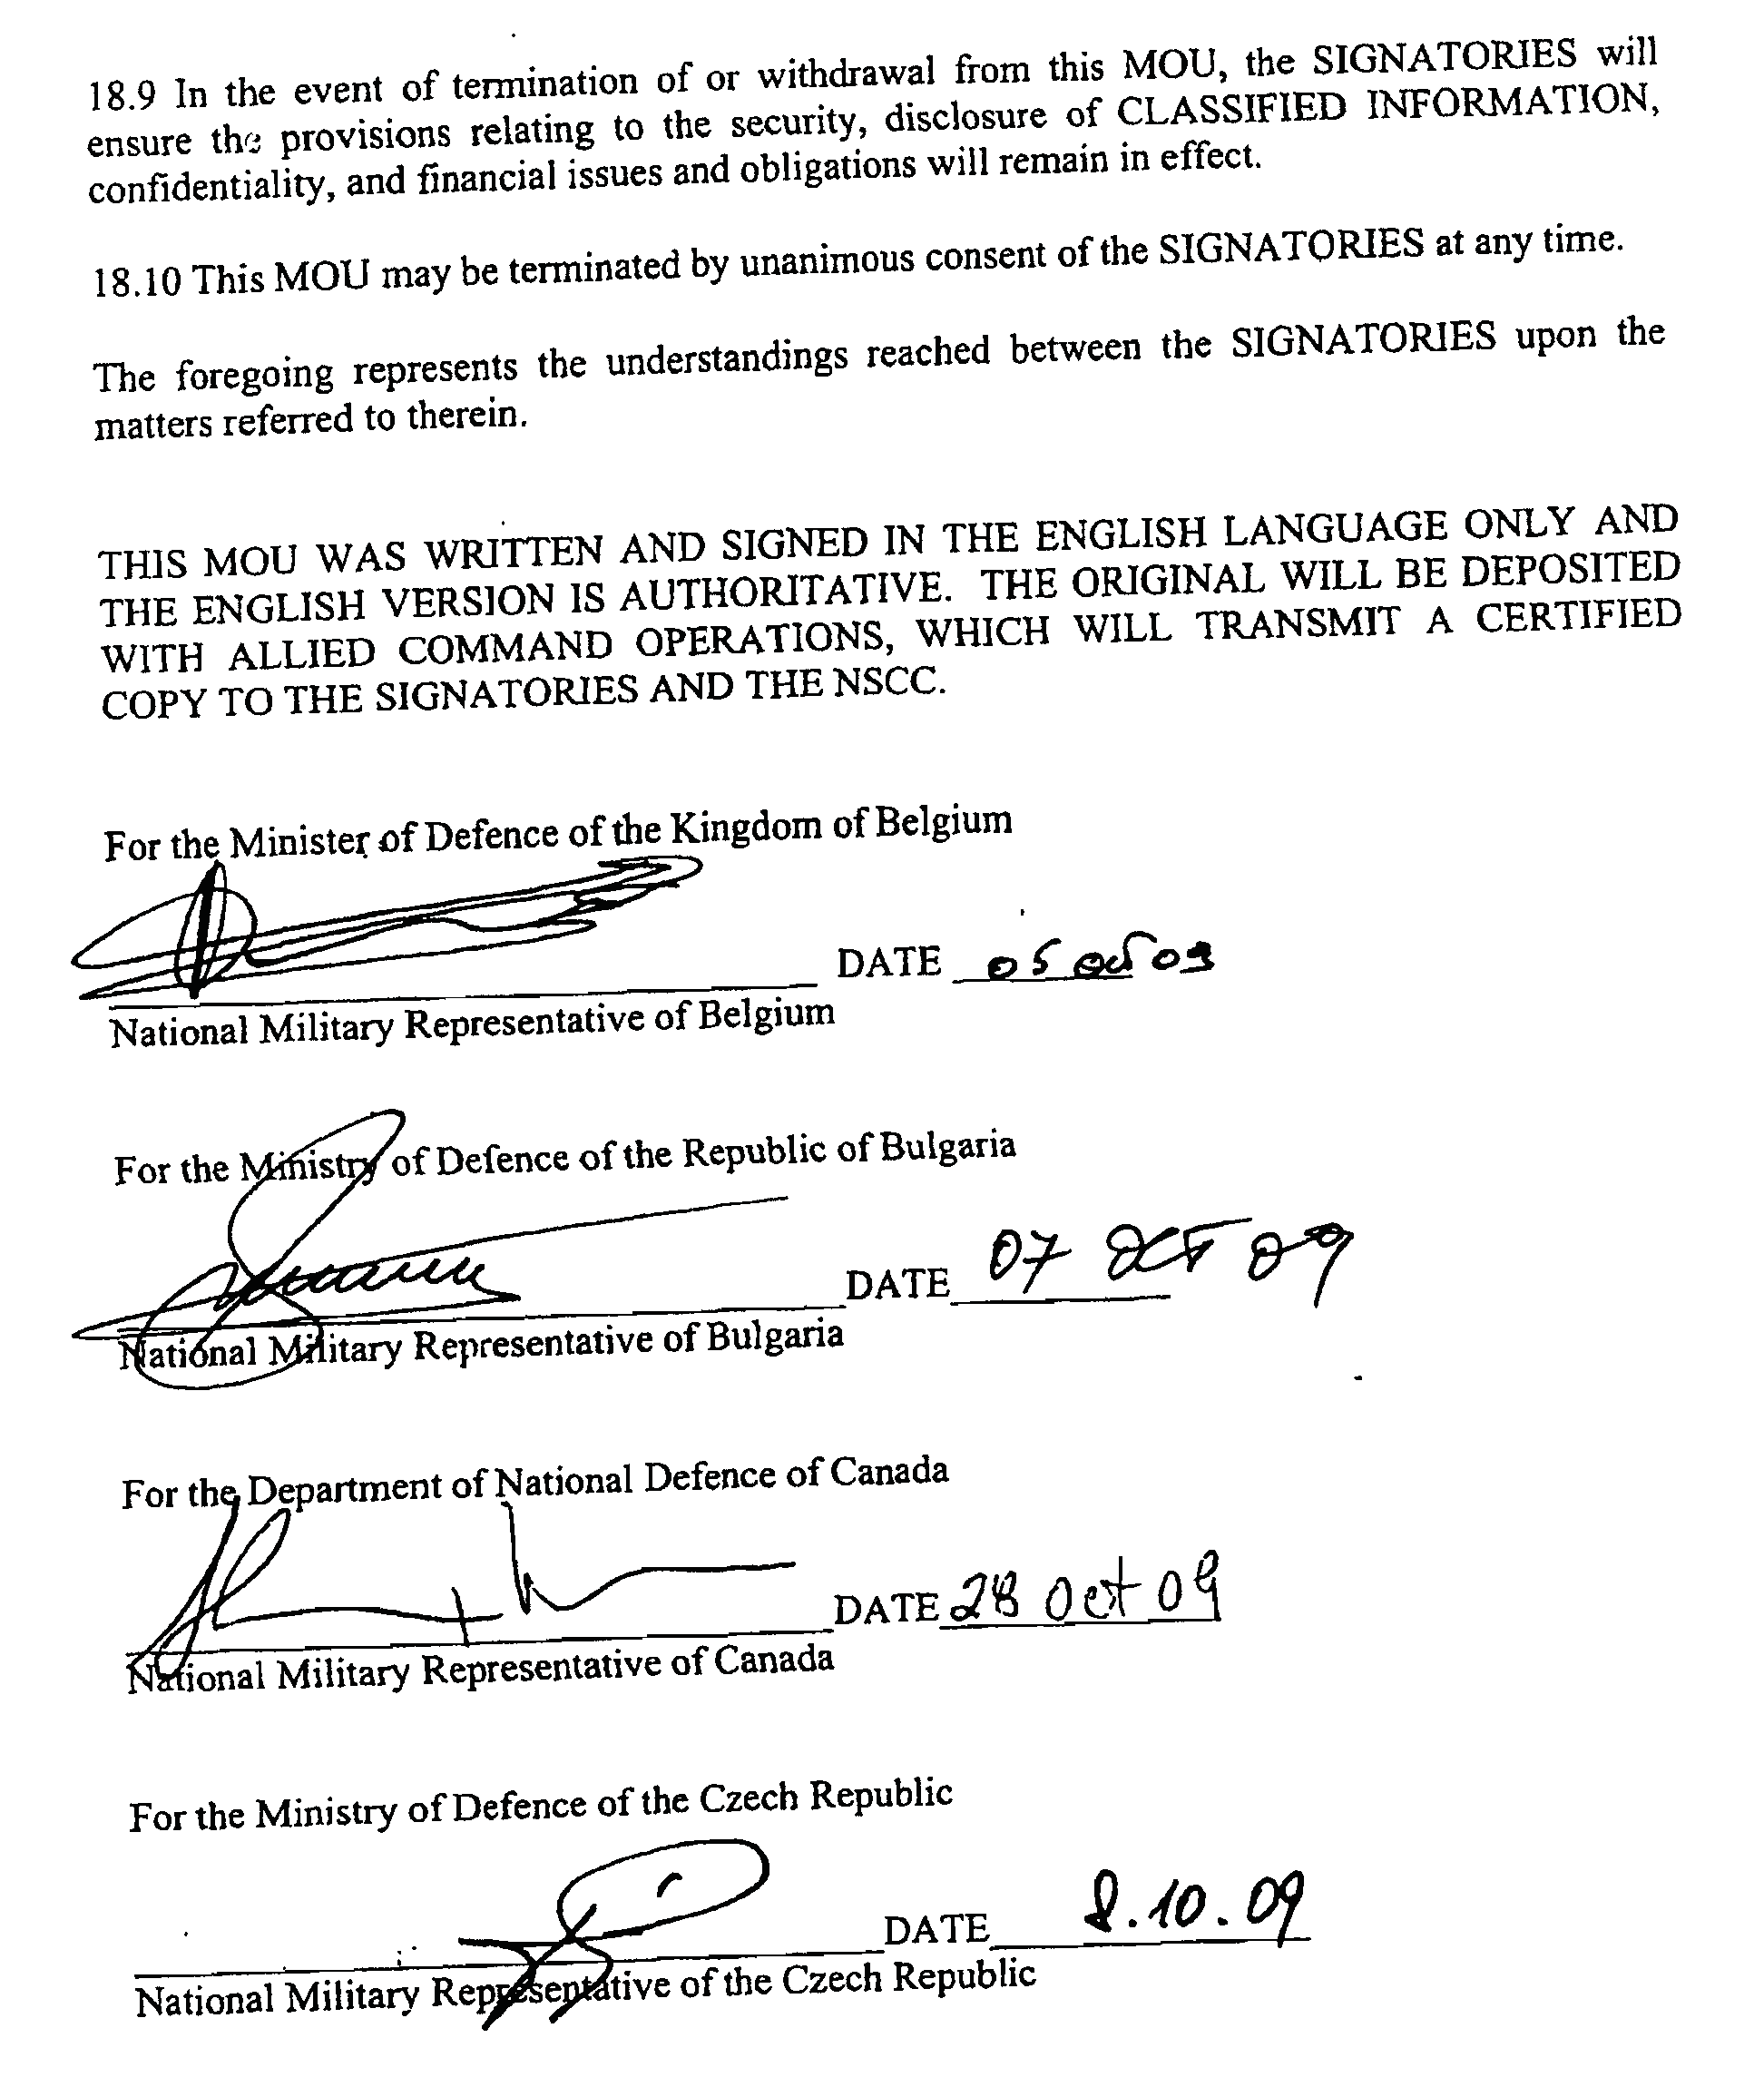 18.9 In the event of termination of or withdrawal from this MOU, the SIGNATORIES will
ensure the provisions relating to the security, disclosure of CLASSIFIED INFORMATION,
confidentiality, and financial issues and obligations will remain in effect.
18.10 This MOU may be terminated by unanimous consent of the SIGNATORIES at any time.
The foregoing represents the understandings reached between the SIGNATORIES upon the
matters referred to therein.
THIS MOU WAS WRITTEN AND SIGNED IN THE ENGLISH LANGUAGE ONLY AND
THE ENGLISH VERSION IS AUTHORITATIVE. THE ORIGINAL WILL BE DEPOSITED
WITH ALLIED COMMAND OPERATIONS, WHICH WILL TRANSMIT A CERTIFIED
COPY TO THE SIGNATORIES AND THE NSCC.
For the Minister of Defence of the Kingdom of Belgium
DATE 05 oct 09
National Military Representative of Belgium
For the Ministry of Defence of the Republic of Bulgaria
DATE 07 OCT 09
National Military Representative of Bulgaria
For the Department of National Defence of Canada
DATE 28 Oct 09
National Military Representative of Canada
For the Ministry of Defence of the Czech Republic
DATE 8.10.09
National Military Representative of the Czech Republic